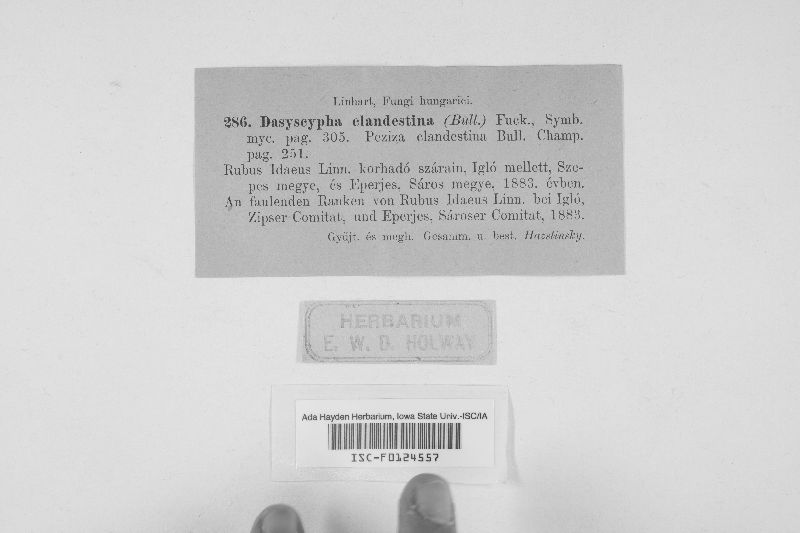 Linhart, Fungi hungarici.
286. Dasyscypha clandestina (Bull.) Fuck., Symb.
myc. pag. 305. Peziza clandestina Bull. Champ.
pag. 251.
Rubus Idaeus Linn. korhadó szárain, Igló mellett, Sze-
pes megye, és Eperjes, Sáros megye, 1883. évben.
An faulenden Ranken von Rubus Idaeus Linn. bei Igló,
Zipser Comitat, und Eperjes, Sároser Comitat, 1883.
Gyüjt. és megh. Gesamm. u. best. Hazslinsky.
HERBARIUM
E. W. D. HOLWAY
Ada Hayden Herbarium, Iowa State Univ.-ISC/IA
ISC-F0124557